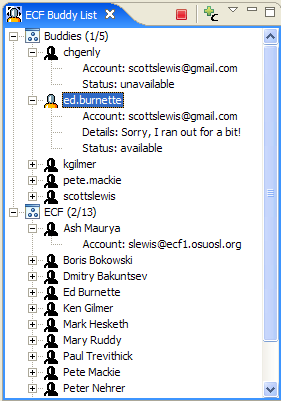 ECF Buddy List
Buddies (1/5)
chgenly
Account: scottslewis@gmail.com
Status: unavailable
ed.burnette
Account: scottslewis@gmail.com
Details: Sorry, I ran out for a bit!
Status: available
kgilmer
pete.mackie
scottslewis
ECF (2/13)
Ash Maurya
Account: slewis@ecf1.osuosl.org
Boris Bokowski
Dmitry Bakuntsev
Ed Burnette
Ken Gilmer
Mark Hesketh
Mary Ruddy
Paul Trevithick
Pete Mackie
Peter Nehrer